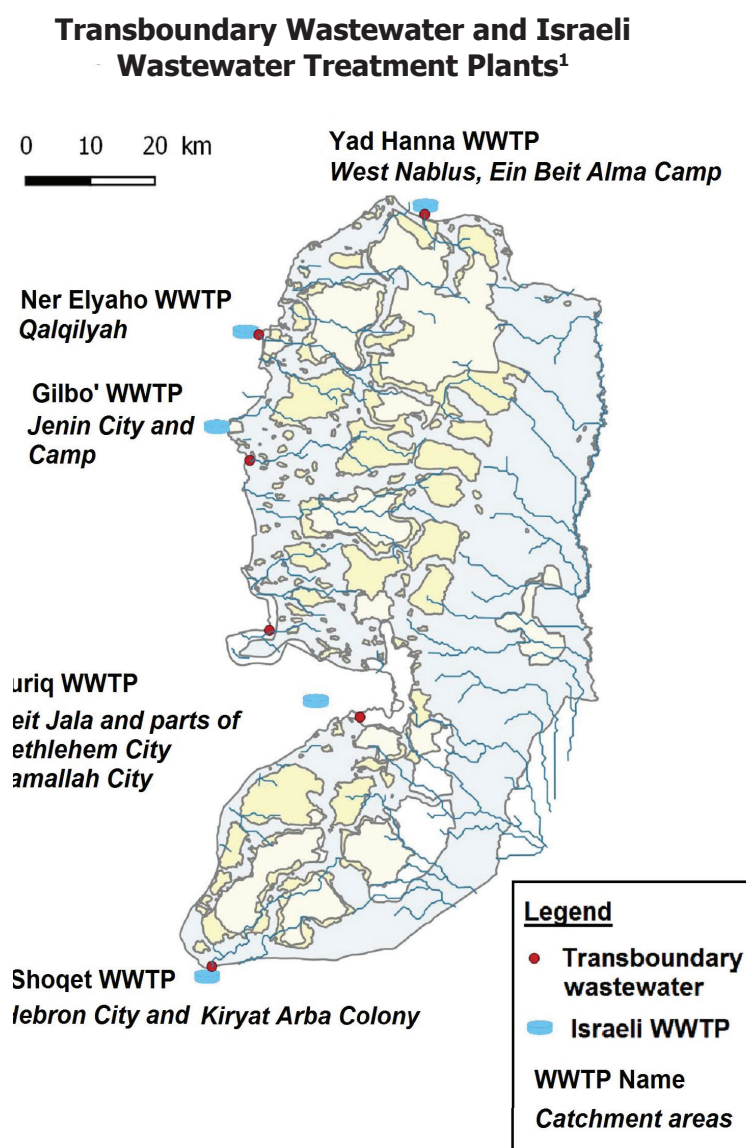 Transboundary Wastewater and Israeli
Wastewater Treatment Plants¹
0 10 20 km
Yad Hanna WWTP
West Nablus, Ein Beit Alma Camp
Ner Elyaho WWTP
Qalqilyah
Gilbo' WWTP
Jenin City and
Camp
uriq WWTP
eit Jala and parts of
ethlehem City
amallah City
Shoqet WWTP
Hebron City and Kiryat Arba Colony
Legend
Transboundary
wastewater
Israeli WWTP
WWTP Name
Catchment areas